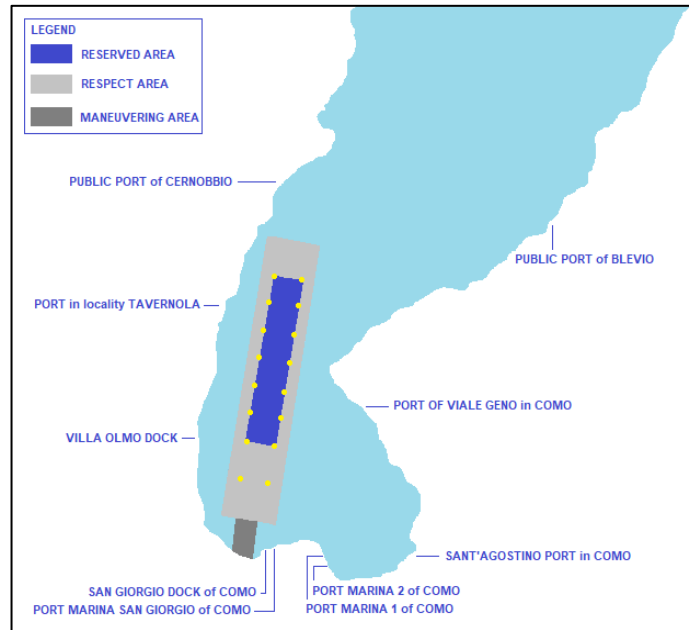 LEGEND
RESERVED AREA
RESPECT AREA
MANEUVERING AREA
PUBLIC PORT of CERNOBBIO
PUBLIC PORT of BLEVIO
PORT in locality TAVERNOLA
PORT OF VIALE GENO in COMO
VILLA OLMO DOCK
SANT'AGOSTINO PORT in COMO
SAN GIORGIO DOCK of COMO
PORT MARINA 2 of COMO
PORT MARINA SAN GIORGIO of COMO
PORT MARINA 1 of COMO